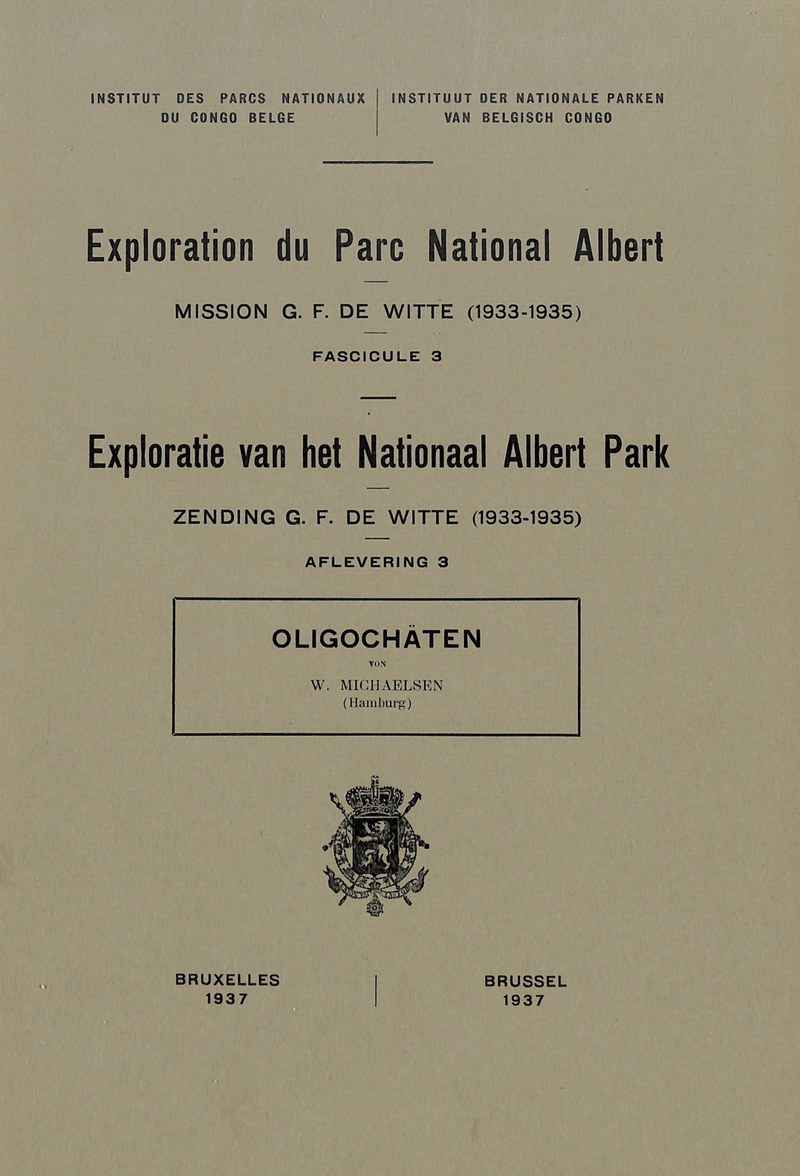 INSTITUT DES PARCS NATIONAUX
DU CONGO BELGE
INSTITUUT DER NATIONALE PARKEN
VAN BELGISCH CONGO
Exploration du Parc National Albert
MISSION G. F. DE WITTE (1933-1935)
FASCICULE 3
Exploratie van het Nationaal Albert Park
ZENDING G. F. DE WITTE (1933-1935)
AFLEVERING 3
OLIGOCHÄTEN
VON
W. MICHAELSEN
(Hamburg)
BRUXELLES
1937
BRUSSEL
1937